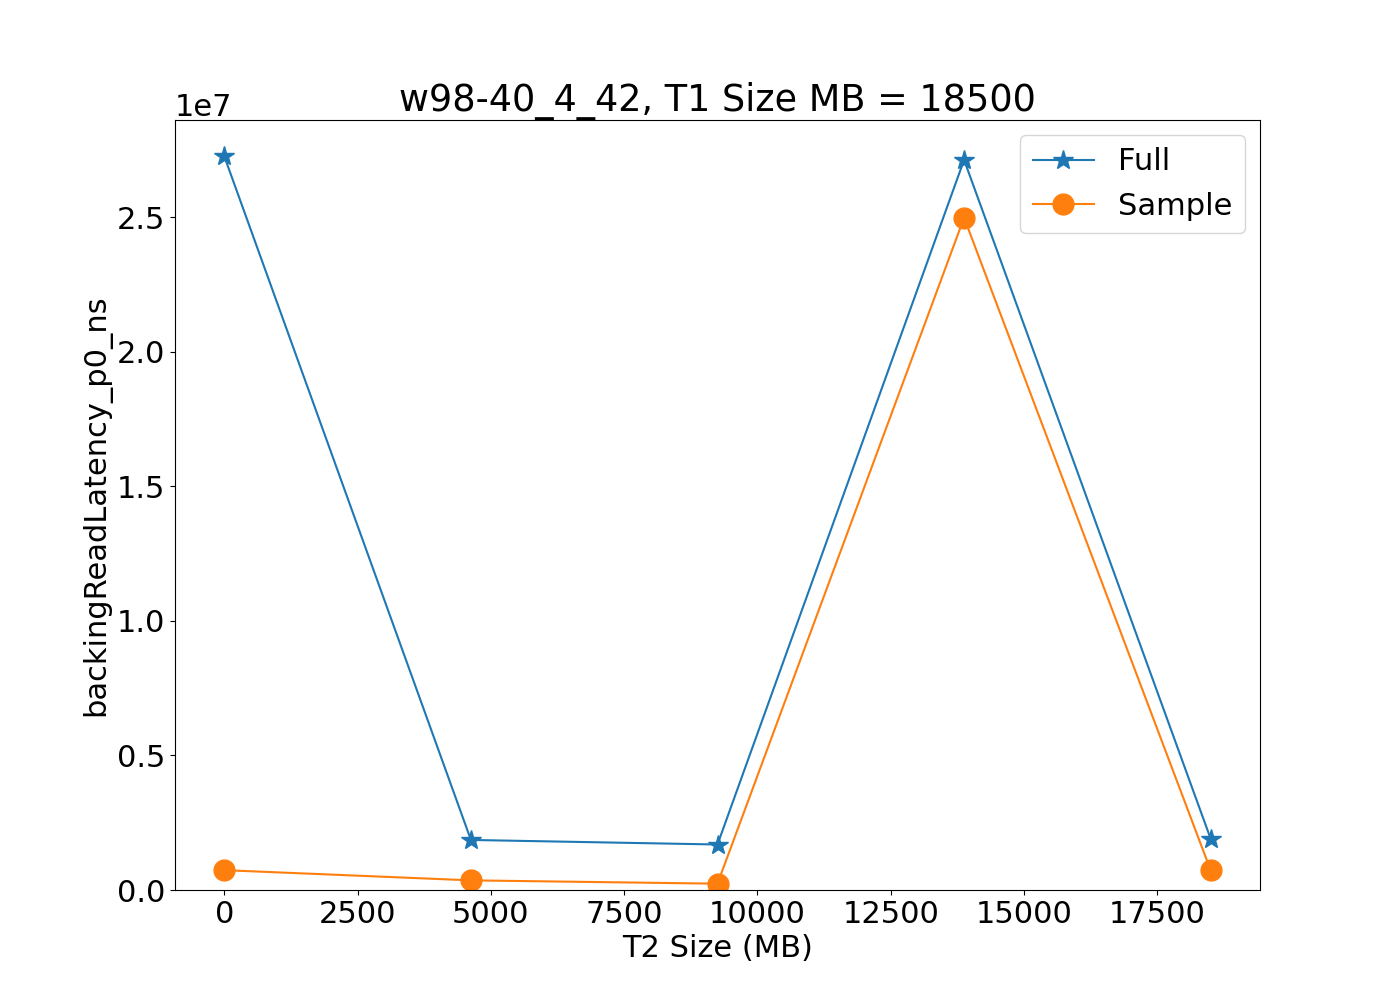 w98-40_4_42, T1 Size MB = 18500
1e7
Full
Sample
2.5
2.0
1.5
1.0
0.5
0.0
backingReadLatency_p0_ns
0 2500 5000 7500 10000 12500 15000 17500
T2 Size (MB)